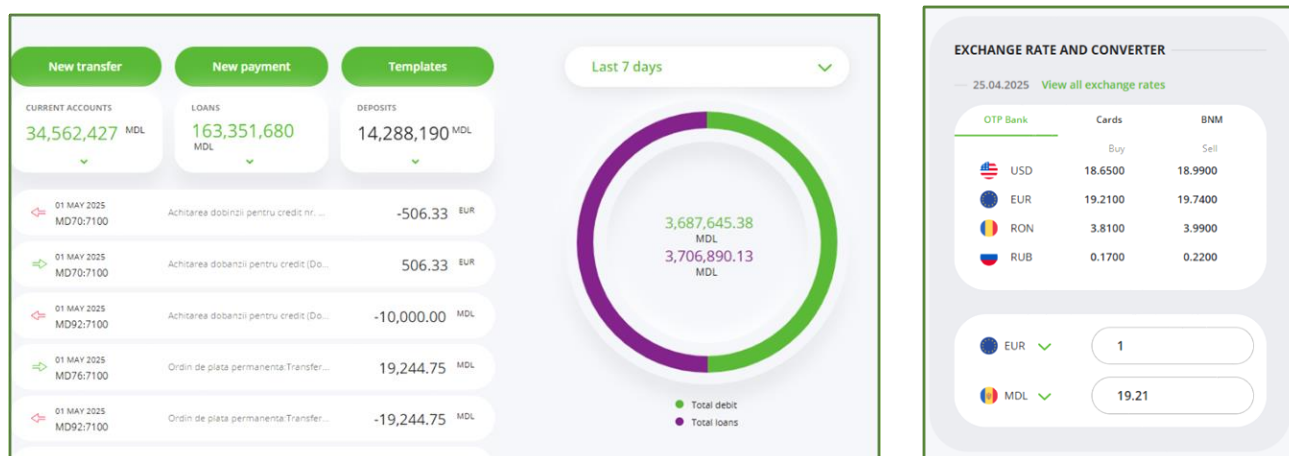 New transfer
New payment
Templates
CURRENT ACCOUNTS
34,562,427 MDL
LOANS
163,351,680
MDL
DEPOSITS
14,288,190 MDL
01 MAY 2025
MD70:7100
Achitarea dobinzii pentru credit nr. ...
-506.33 EUR
01 MAY 2025
MD70:7100
Achitarea dobanzii pentru credit (Do...
506.33 EUR
01 MAY 2025
MD92:7100
Achitarea dobanzii pentru credit (Do...
-10,000.00 MDL
01 MAY 2025
MD76:7100
Ordin de plata permanenta:Transfer...
19,244.75 MDL
01 MAY 2025
MD92:7100
Ordin de plata permanenta:Transfer...
-19,244.75 MDL
Last 7 days
3,687,645.38
MDL
3,706,890.13
MDL
Total debit
Total loans
EXCHANGE RATE AND CONVERTER
25.04.2025 View all exchange rates
OTP Bank Cards BNM
Buy Sell
USD 18.6500 18.9900
EUR 19.2100 19.7400
RON 3.8100 3.9900
RUB 0.1700 0.2200
EUR 1
MDL 19.21